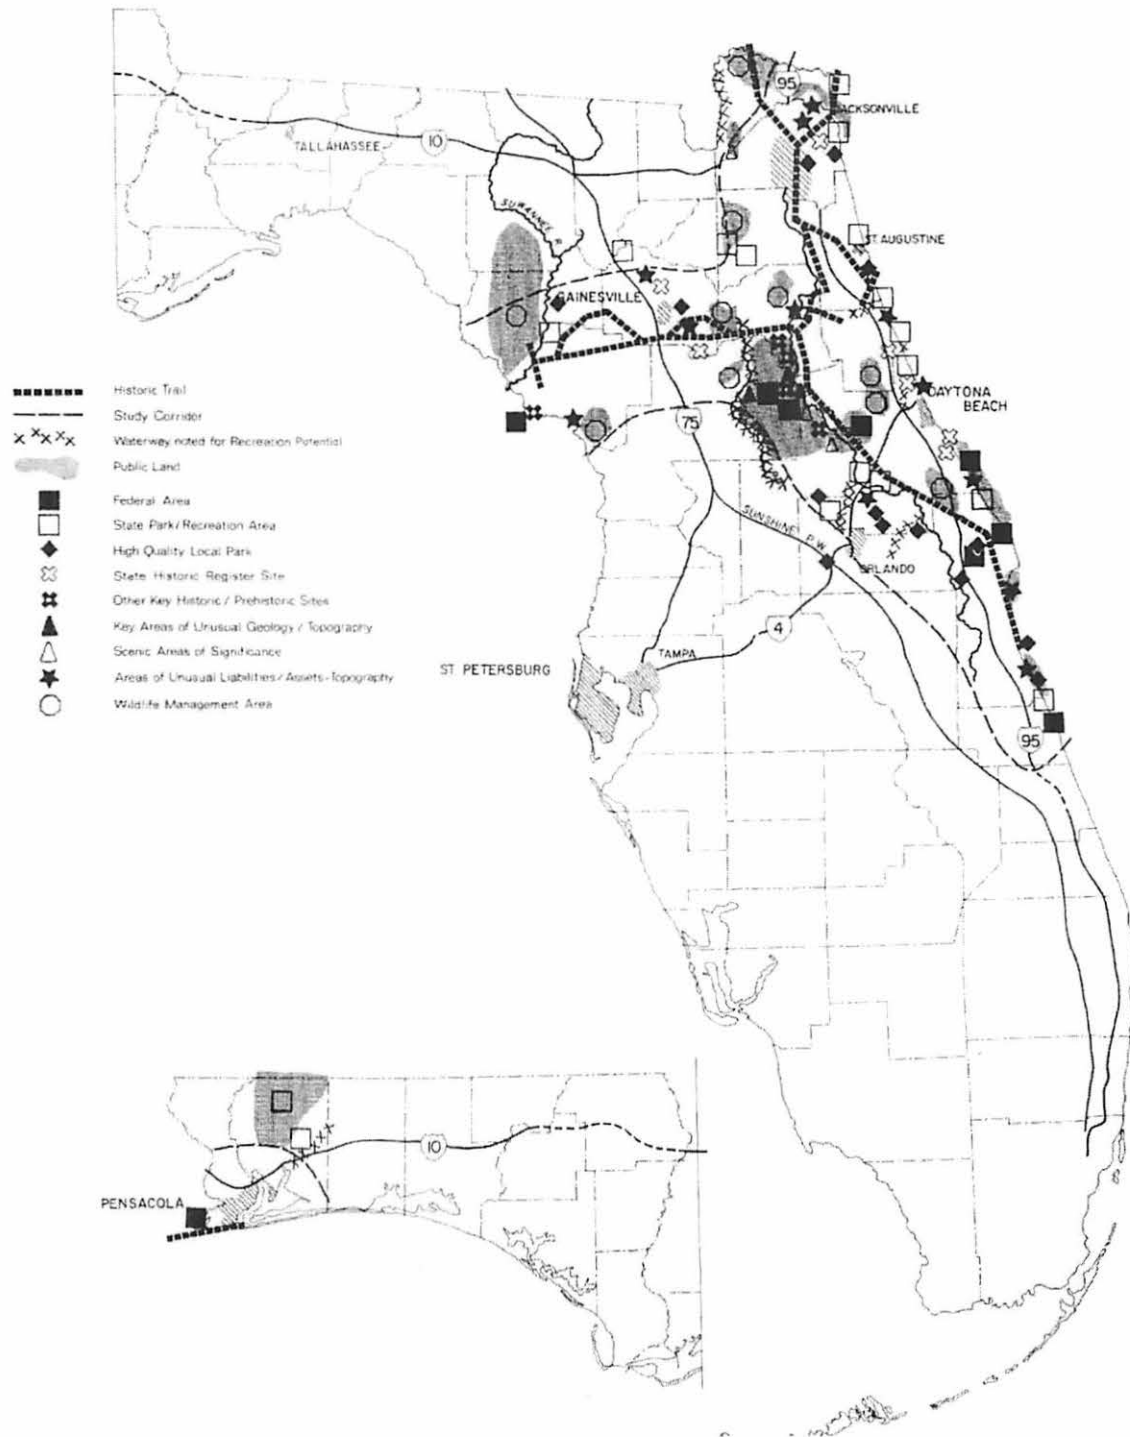 95
JACKSONVILLE
TALLAHASSEE
10
SUWANNEE R.
ST. AUGUSTINE
GAINESVILLE
Historic Trail
Study Corridor
Waterway noted for Recreation Potential
Public Land
Federal Area
State Park/Recreation Area
High Quality Local Park
State Historic Register Site
Other Key Historic / Prehistoric Sites
Key Areas of Unusual Geology / Topography
Scenic Areas of Significance
Areas of Unusual Liabilities / Assets-Topography
Wildlife Management Area
DAYTONA
BEACH
75
SUNSHINE P.W.
ORLANDO
4
TAMPA
ST. PETERSBURG
95
10
PENSACOLA